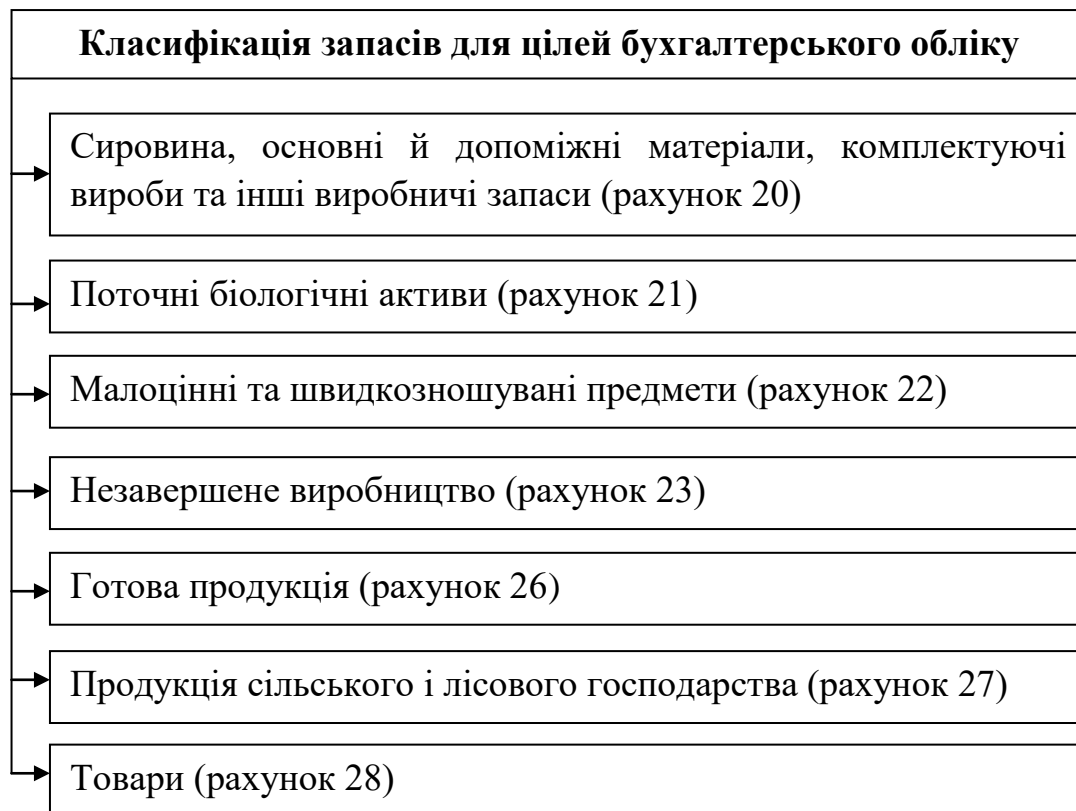 Класифікація запасів для цілей бухгалтерського обліку
Сировина, основні й допоміжні матеріали, комплектуючі
вироби та інші виробничі запаси (рахунок 20)
Поточні біологічні активи (рахунок 21)
Малоцінні та швидкозношувані предмети (рахунок 22)
Незавершене виробництво (рахунок 23)
Готова продукція (рахунок 26)
Продукція сільського і лісового господарства (рахунок 27)
Товари (рахунок 28)